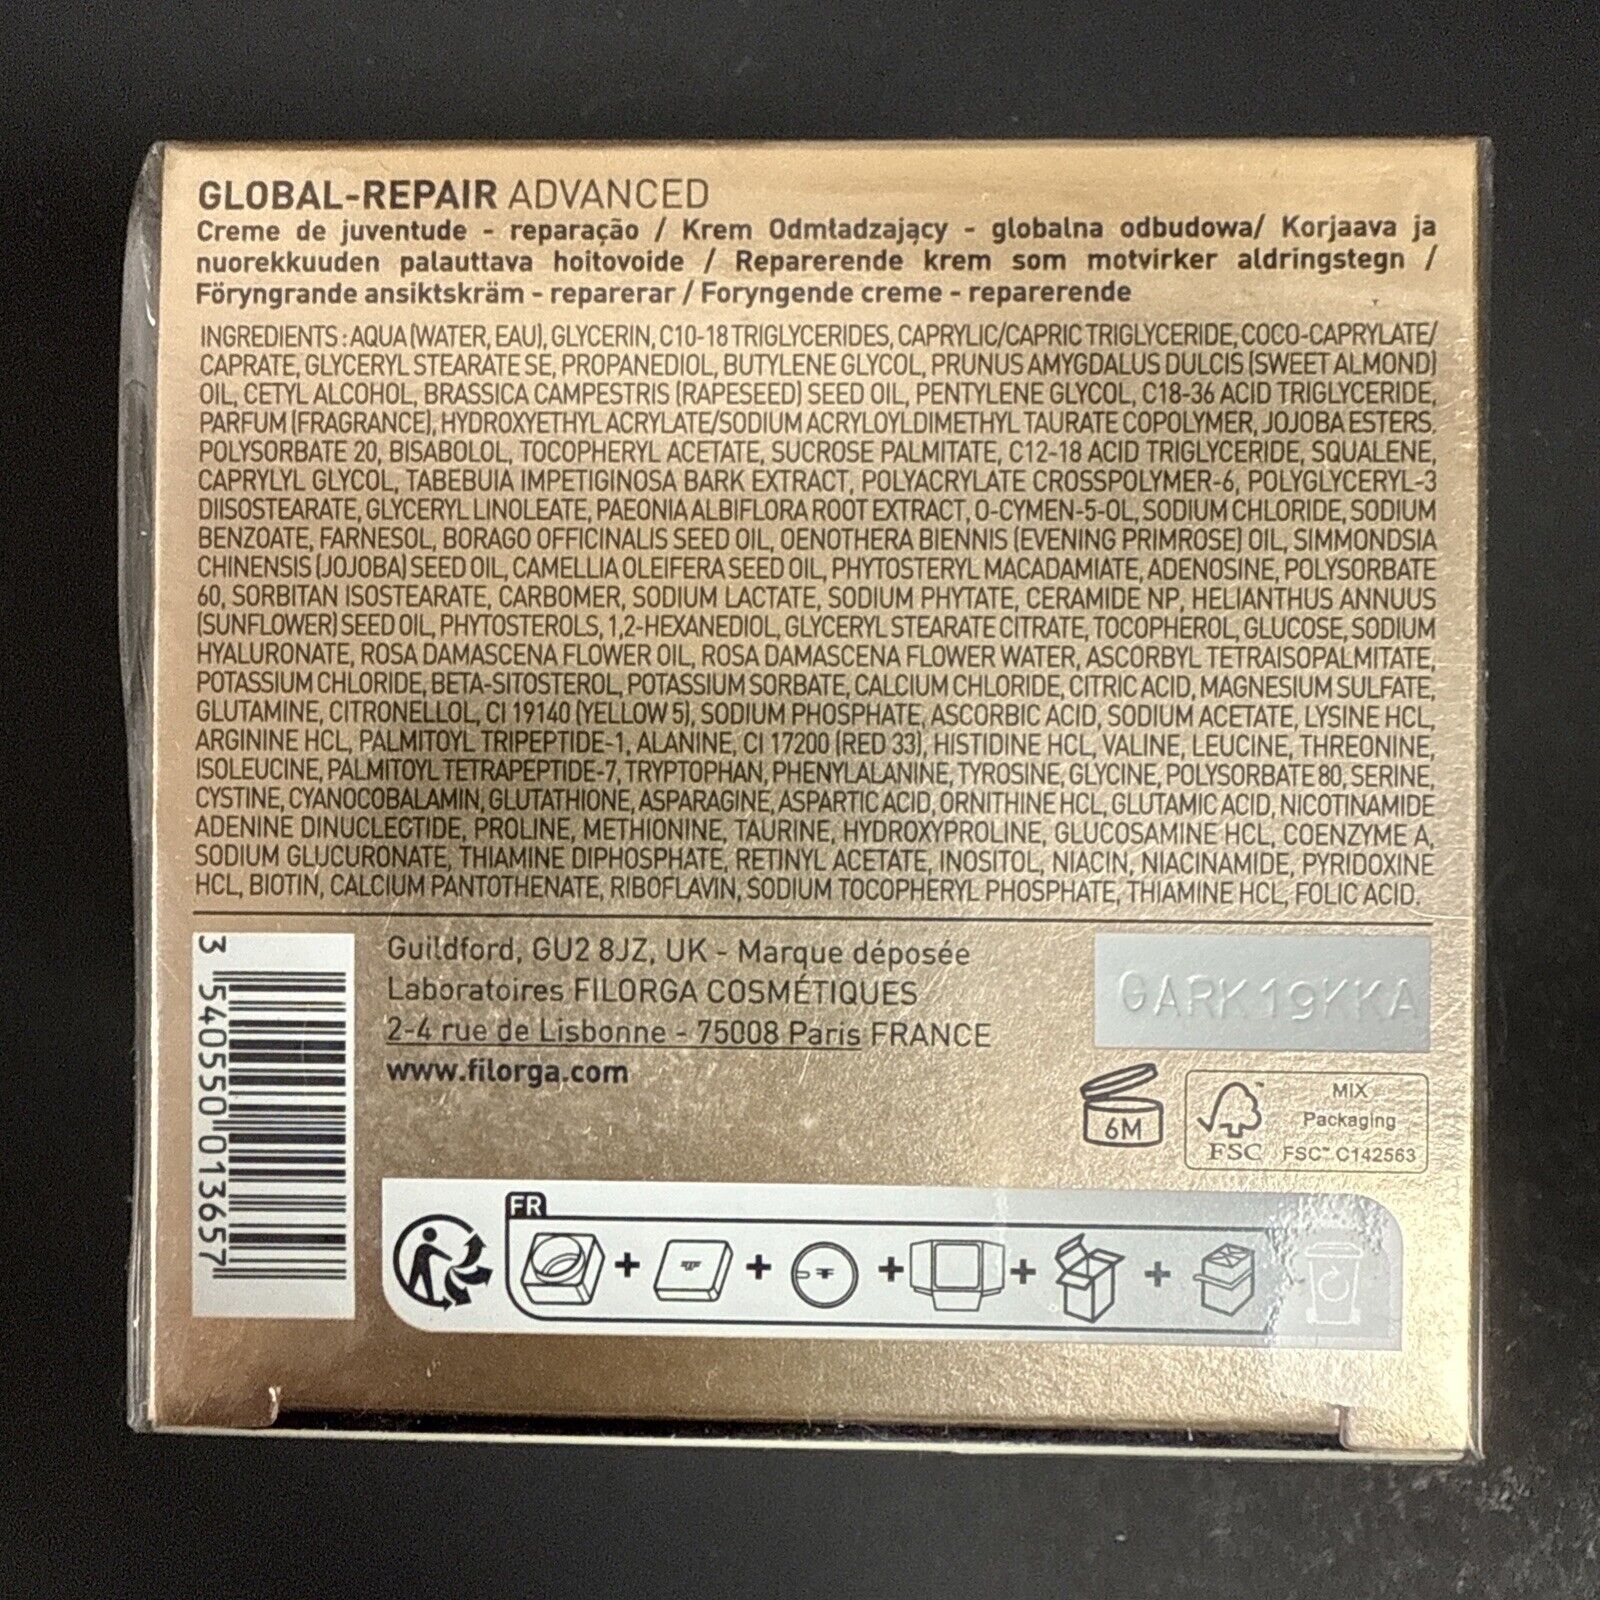 GLOBAL-REPAIR ADVANCED
Creme de juventude - reparação / Krem Odmładzający - globalna odbudowa/ Korjaava ja
nuorekkuuden palauttava hoitovoide / Reparerende krem som motvirker aldringstegn /
Föryngrande ansiktskräm - reparerar / Foryngende creme - reparerende
INGREDIENTS : AQUA (WATER, EAU), GLYCERIN, C10-18 TRIGLYCERIDES, CAPRYLIC/CAPRIC TRIGLYCERIDE, COCO-CAPRYLATE/
CAPRATE, GLYCERYL STEARATE SE, PROPANEDIOL, BUTYLENE GLYCOL, PRUNUS AMYGDALUS DULCIS (SWEET ALMOND)
OIL, CETYL ALCOHOL, BRASSICA CAMPESTRIS (RAPESEED) SEED OIL, PENTYLENE GLYCOL, C18-36 ACID TRIGLYCERIDE,
PARFUM (FRAGRANCE), HYDROXYETHYL ACRYLATE/SODIUM ACRYLOYLDIMETHYL TAURATE COPOLYMER, JOJOBA ESTERS,
POLYSORBATE 20, BISABOLOL, TOCOPHERYL ACETATE, SUCROSE PALMITATE, C12-18 ACID TRIGLYCERIDE, SQUALENE,
CAPRYLYL GLYCOL, TABEBUIA IMPETIGINOSA BARK EXTRACT, POLYACRYLATE CROSSPOLYMER-6, POLYGLYCERYL-3
DIISOSTEARATE, GLYCERYL LINOLEATE, PAEONIA ALBIFLORA ROOT EXTRACT, O-CYMEN-5-OL, SODIUM CHLORIDE, SODIUM
BENZOATE, FARNESOL, BORAGO OFFICINALIS SEED OIL, OENOTHERA BIENNIS (EVENING PRIMROSE) OIL, SIMMONDSIA
CHINENSIS (JOJOBA) SEED OIL, CAMELLIA OLEIFERA SEED OIL, PHYTOSTERYL MACADAMIATE, ADENOSINE, POLYSORBATE
60, SORBITAN ISOSTEARATE, CARBOMER, SODIUM LACTATE, SODIUM PHYTATE, CERAMIDE NP, HELIANTHUS ANNUUS
(SUNFLOWER) SEED OIL, PHYTOSTEROLS, 1,2-HEXANEDIOL, GLYCERYL STEARATE CITRATE, TOCOPHEROL, GLUCOSE, SODIUM
HYALURONATE, ROSA DAMASCENA FLOWER OIL, ROSA DAMASCENA FLOWER WATER, ASCORBYL TETRAISOPALMITATE,
POTASSIUM CHLORIDE, BETA-SITOSTEROL, POTASSIUM SORBATE, CALCIUM CHLORIDE, CITRIC ACID, MAGNESIUM SULFATE,
GLUTAMINE, CITRONELLOL, CI 19140 (YELLOW 5), SODIUM PHOSPHATE, ASCORBIC ACID, SODIUM ACETATE, LYSINE HCL,
ARGININE HCL, PALMITOYL TRIPEPTIDE-1, ALANINE, CI 17200 (RED 33), HISTIDINE HCL, VALINE, LEUCINE, THREONINE,
ISOLEUCINE, PALMITOYL TETRAPEPTIDE-7, TRYPTOPHAN, PHENYLALANINE, TYROSINE, GLYCINE, POLYSORBATE 80, SERINE,
CYSTINE, CYANOCOBALAMIN, GLUTATHIONE, ASPARAGINE, ASPARTIC ACID, ORNITHINE HCL, GLUTAMIC ACID, NICOTINAMIDE
ADENINE DINUCLEOTIDE, PROLINE, METHIONINE, TAURINE, HYDROXYPROLINE, GLUCOSAMINE HCL, COENZYME A,
SODIUM GLUCURONATE, THIAMINE DIPHOSPHATE, RETINYL ACETATE, INOSITOL, NIACIN, NIACINAMIDE, PYRIDOXINE
HCL, BIOTIN, CALCIUM PANTOTHENATE, RIBOFLAVIN, SODIUM TOCOPHERYL PHOSPHATE, THIAMINE HCL, FOLIC ACID.
3 540550 013657
Guildford, GU2 8JZ, UK - Marque déposée
Laboratoires FILORGA COSMÉTIQUES
2-4 rue de Lisbonne - 75008 Paris FRANCE
www.filorga.com
GARK19KKA
6M
FSC
MIX
Packaging
FSC™ C142563
FR